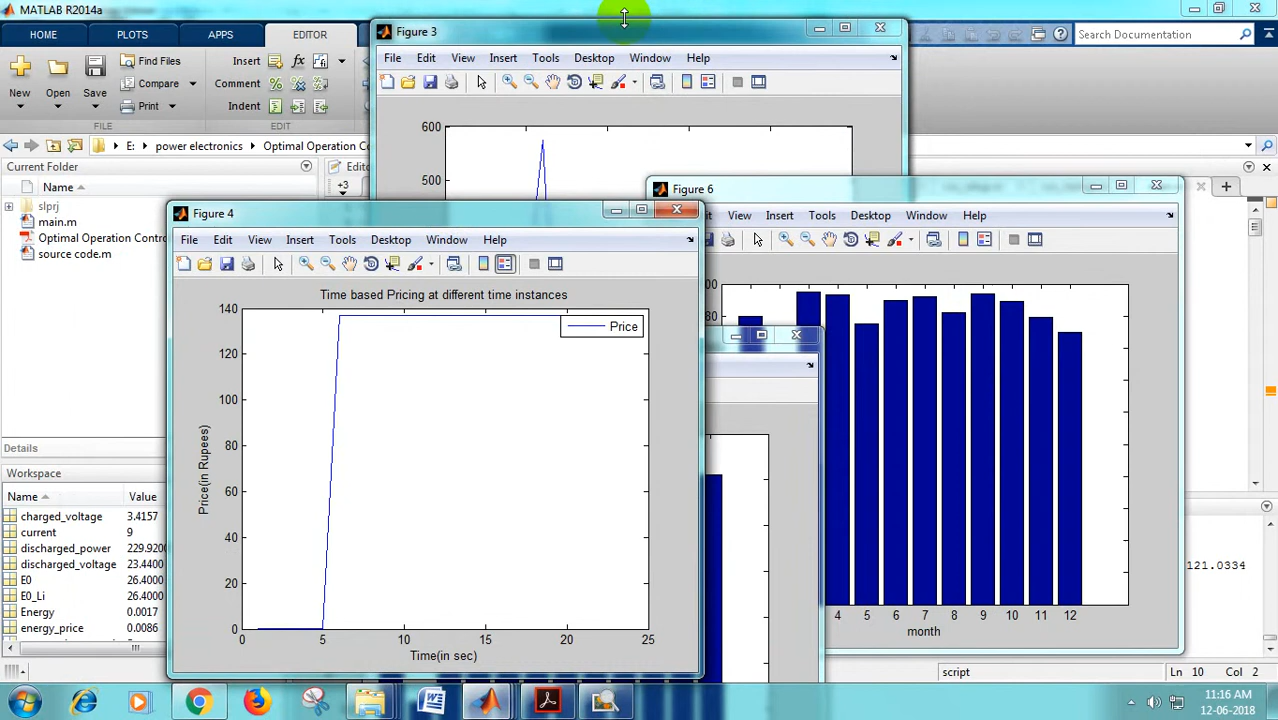 MATLAB R2014a
HOME PLOTS APPS EDITOR
Search Documentation
New Open Save
Find Files
Compare
Print
Insert
Comment
Indent
FILE EDIT
E: power electronics Optimal Operation Co
Current Folder
Name
slprj
main.m
Optimal Operation Contro
source code.m
Details
Workspace
Name Value
charged_voltage 3.4157
current 9
discharged_power 229.9200
discharged_voltage 23.4400
E0 26.4000
E0_Li 26.4000
Energy 0.0017
energy_price 0.0086
Edito
+3
Figure 3
File Edit View Insert Tools Desktop Window Help
600
500
Figure 6
View Insert Tools Desktop Window Help
80
4 5 6 7 8 9 10 11 12
month
Figure 4
File Edit View Insert Tools Desktop Window Help
Time based Pricing at different time instances
Price
140
120
100
80
60
40
20
0
Price(in Rupees)
0 5 10 15 20 25
Time(in sec)
121.0334
script Ln 10 Col 2
11:16 AM
12-06-2018